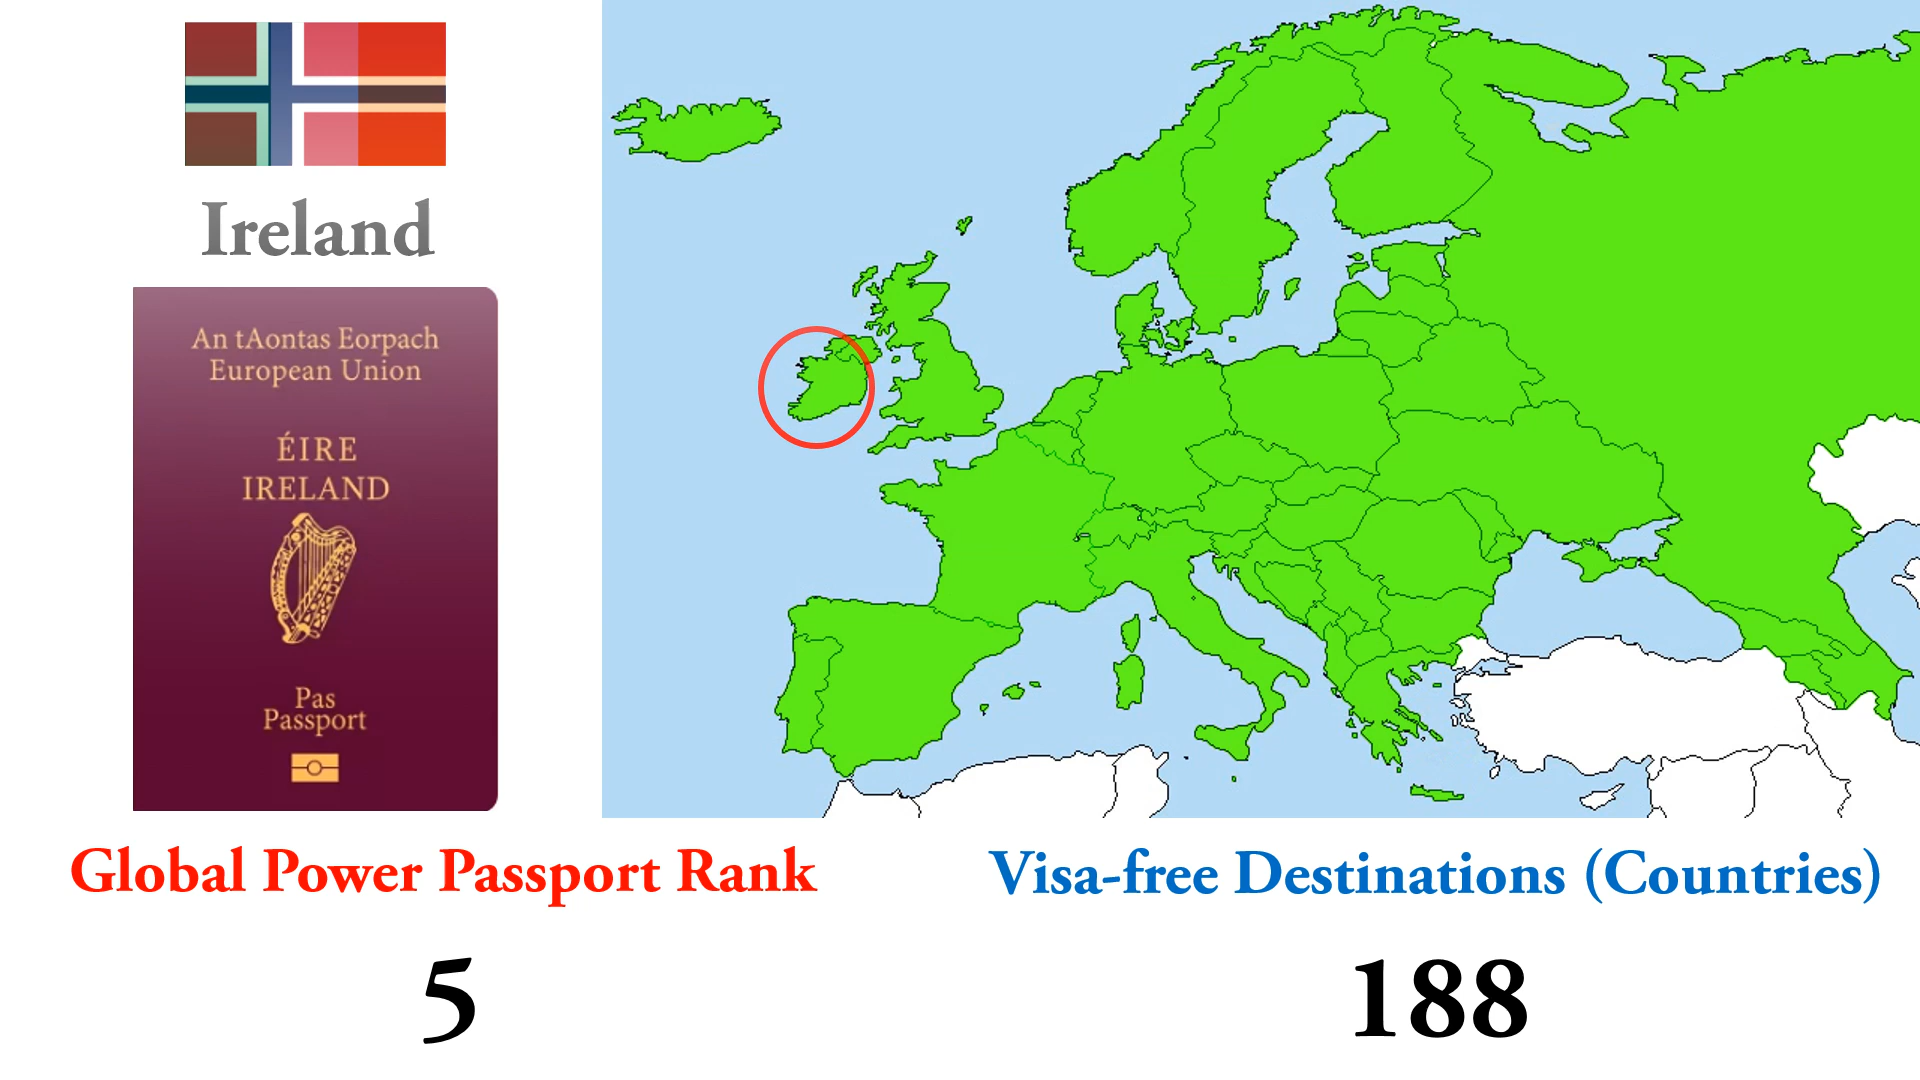 Ireland
An tAontas Eorpach
European Union
ÉIRE
IRELAND
Pas
Passport
Global Power Passport Rank
Visa-free Destinations (Countries)
5
188